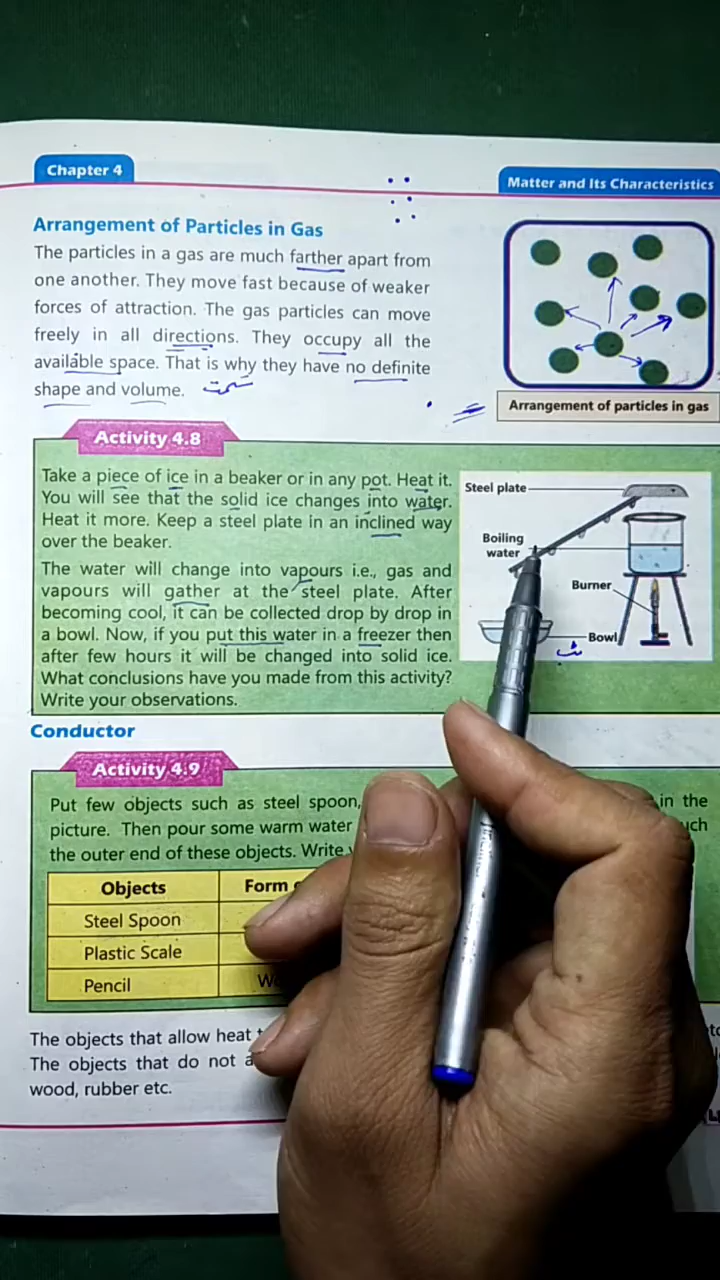 Chapter 4
Matter and Its Characteristics
Arrangement of Particles in Gas
The particles in a gas are much farther apart from
one another. They move fast because of weaker
forces of attraction. The gas particles can move
freely in all directions. They occupy all the
available space. That is why they have no definite
shape and volume.
سمت
Arrangement of particles in gas
Activity 4.8
Take a piece of ice in a beaker or in any pot. Heat it.
You will see that the solid ice changes into water.
Heat it more. Keep a steel plate in an inclined way
over the beaker.
The water will change into vapours i.e., gas and
vapours will gather at the steel plate. After
becoming cool, it can be collected drop by drop in
a bowl. Now, if you put this water in a freezer then
after few hours it will be changed into solid ice.
What conclusions have you made from this activity?
Write your observations.
Steel plate
Boiling
water
Burner
Bowl
Conductor
Activity 4.9
Put few objects such as steel spoon, in the
picture. Then pour some warm water
the outer end of these objects. Write
Objects
Form
Steel Spoon
Plastic Scale
Pencil
The objects that allow heat
The objects that do not
wood, rubber etc.